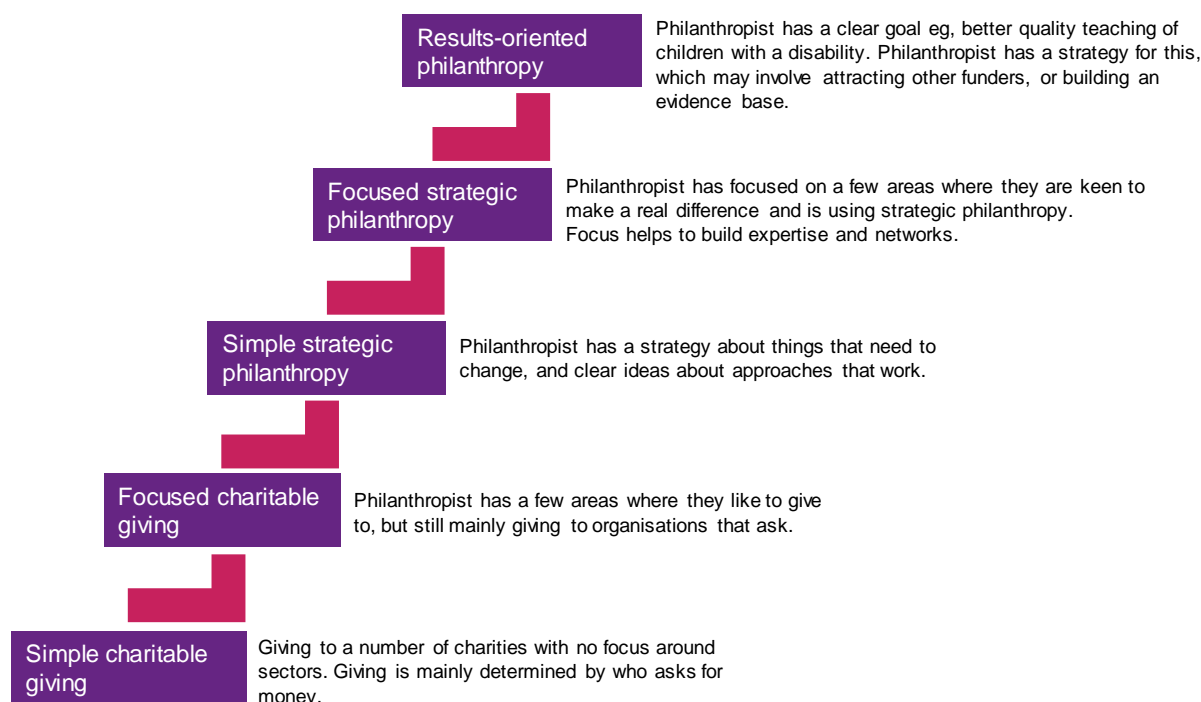 Results-oriented
philanthropy
Philanthropist has a clear goal eg, better quality teaching of
children with a disability. Philanthropist has a strategy for this,
which may involve attracting other funders, or building an
evidence base.
Focused strategic
philanthropy
Philanthropist has focused on a few areas where they are keen to
make a real difference and is using strategic philanthropy.
Focus helps to build expertise and networks.
Simple strategic
philanthropy
Philanthropist has a strategy about things that need to
change, and clear ideas about approaches that work.
Focused charitable
giving
Philanthropist has a few areas where they like to give
to, but still mainly giving to organisations that ask.
Simple charitable
giving
Giving to a number of charities with no focus around
sectors. Giving is mainly determined by who asks for
money.